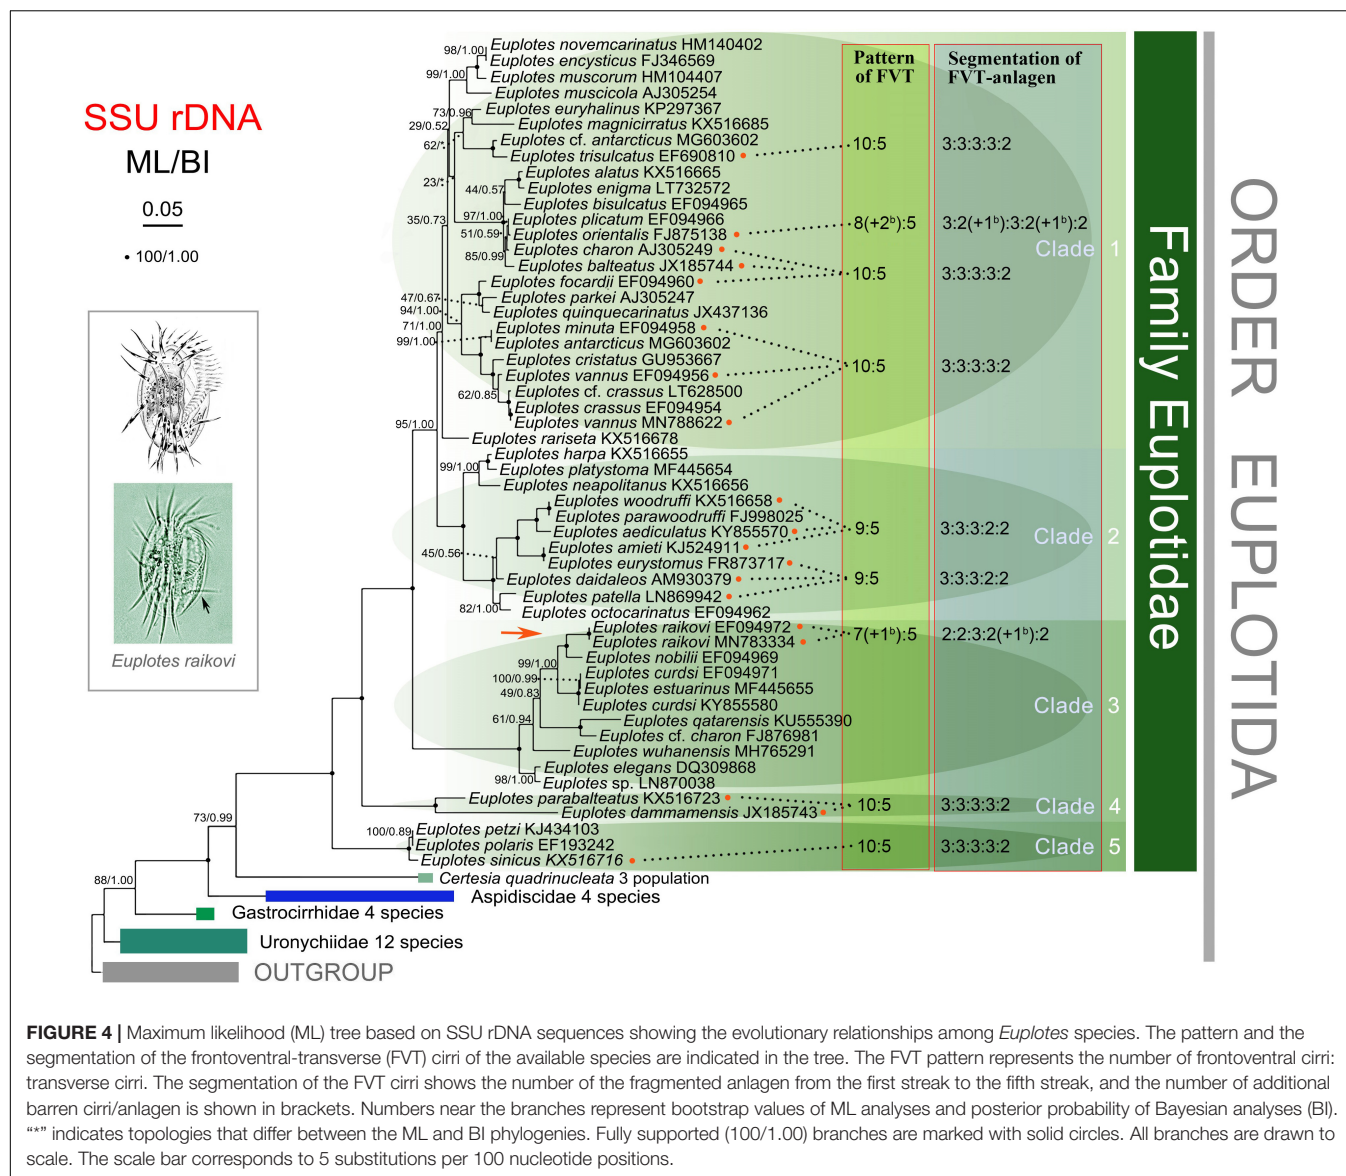 SSU rDNA
ML/BI
0.05
• 100/1.00
Euplotes raikovi
Pattern of FVT
Segmentation of FVT-anlagen
98/1.00
Euplotes novemcarinatus HM140402
Euplotes encysticus FJ346569
99/1.00
Euplotes muscorum HM104407
Euplotes muscicola AJ305254
73/0.96
Euplotes euryhalinus KP297367
29/0.52
Euplotes magnicirratus KX516685
62/*
Euplotes cf. antarcticus MG603602
Euplotes trisulcatus EF690810
10:5
3:3:3:3:2
Euplotes alatus KX516665
23/*
44/0.57
Euplotes enigma LT732572
Euplotes bisulcatus EF094965
35/0.73
97/1.00
Euplotes plicatum EF094966
51/0.59
Euplotes orientalis FJ875138
8(+2b):5
3:2(+1b):3:2(+1b):2
Euplotes charon AJ305249
Clade 1
85/0.99
Euplotes balteatus JX185744
10:5
3:3:3:3:2
Euplotes focardii EF094960
47/0.67
Euplotes parkei AJ305247
94/1.00
Euplotes quinquecarinatus JX437136
71/1.00
Euplotes minuta EF094958
99/1.00
Euplotes antarcticus MG603602
Euplotes cristatus GU953667
10:5
3:3:3:3:2
Euplotes vannus EF094956
62/0.85
Euplotes cf. crassus LT628500
Euplotes crassus EF094954
95/1.00
Euplotes vannus MN788622
Euplotes rariseta KX516678
Euplotes harpa KX516655
99/1.00
Euplotes platystoma MF445654
Euplotes neapolitanus KX516656
Euplotes woodruffi KX516658
Euplotes parawoodruffi FJ998025
Euplotes aediculatus KY855570
9:5
3:3:3:2:2
Clade 2
45/0.56
Euplotes amieti KJ524911
Euplotes eurystomus FR873717
Euplotes daidaleos AM930379
9:5
3:3:3:2:2
Euplotes patella LN869942
82/1.00
Euplotes octocarinatus EF094962
Euplotes raikovi EF094972
Euplotes raikovi MN783334
7(+1b):5
2:2:3:2(+1b):2
Euplotes nobilii EF094969
99/1.00
Euplotes curdsi EF094971
100/0.99
Euplotes estuarinus MF445655
49/0.83
Euplotes curdsi KY855580
Clade 3
61/0.94
Euplotes qatarensis KU555390
Euplotes cf. charon FJ876981
Euplotes wuhanensis MH765291
Euplotes elegans DQ309868
98/1.00
Euplotes sp. LN870038
Euplotes parabalteatus KX516723
10:5
3:3:3:3:2
Clade 4
Euplotes dammamensis JX185743
73/0.99
100/0.89
Euplotes petzi KJ434103
Euplotes polaris EF193242
10:5
3:3:3:3:2
Clade 5
Euplotes sinicus KX516716
88/1.00
Certesia quadrinucleata 3 population
Aspidiscidae 4 species
Gastrocirrhidae 4 species
Uronychiidae 12 species
OUTGROUP
Family Euplotidae
ORDER EUPLOTIDA
FIGURE 4 | Maximum likelihood (ML) tree based on SSU rDNA sequences showing the evolutionary relationships among Euplotes species. The pattern and the
segmentation of the frontoventral-transverse (FVT) cirri of the available species are indicated in the tree. The FVT pattern represents the number of frontoventral cirri:
transverse cirri. The segmentation of the FVT cirri shows the number of the fragmented anlagen from the first streak to the fifth streak, and the number of additional
barren cirri/anlagen is shown in brackets. Numbers near the branches represent bootstrap values of ML analyses and posterior probability of Bayesian analyses (BI).
“*” indicates topologies that differ between the ML and BI phylogenies. Fully supported (100/1.00) branches are marked with solid circles. All branches are drawn to
scale. The scale bar corresponds to 5 substitutions per 100 nucleotide positions.